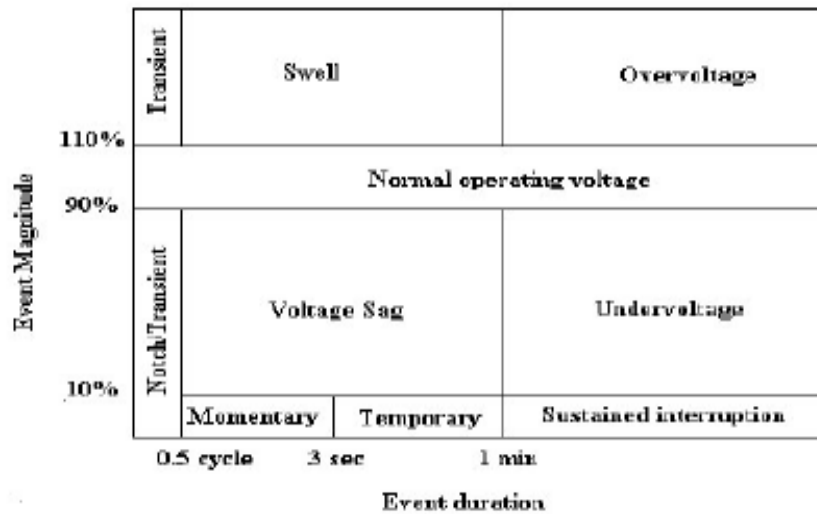 Transient
Swell
Overvoltage
110%
Normal operating voltage
90%
Event Magnitude
Notch/Transient
Voltage Sag
Undervoltage
10%
Momentary
Temporary
Sustained interruption
0.5 cycle
3 sec
1 min
Event duration